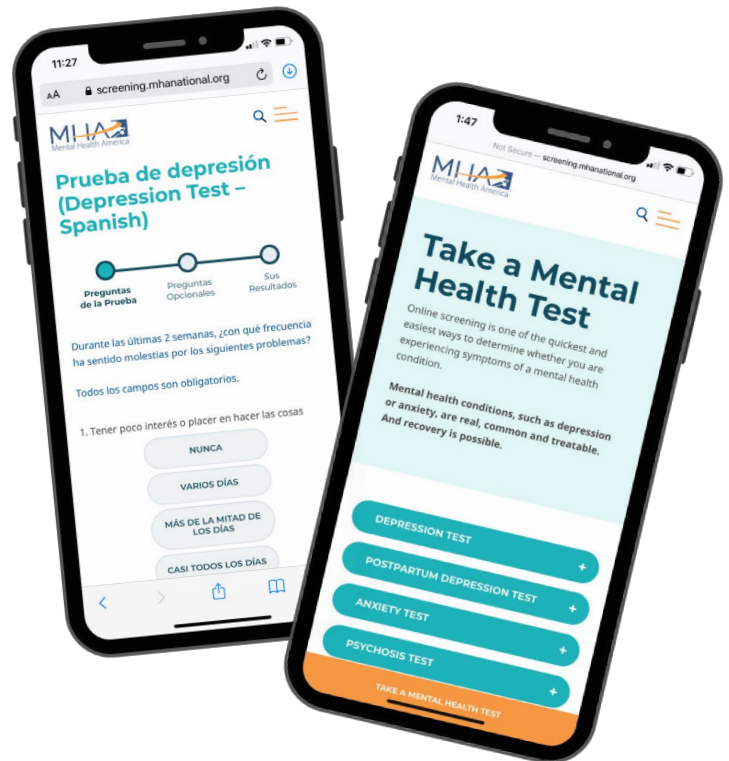 11:27
AA screening.mhanational.org
MHA
Mental Health America
Prueba de depresión
(Depression Test –
Spanish)
Preguntas
de la Prueba
Preguntas
Opcionales
Sus
Resultados
Durante las últimas 2 semanas, ¿con qué frecuencia
ha sentido molestias por los siguientes problemas?
Todos los campos son obligatorios.
1. Tener poco interés o placer en hacer las cosas
NUNCA
VARIOS DÍAS
MÁS DE LA MITAD DE
LOS DÍAS
CASI TODOS LOS DÍAS
1:47
Not Secure — screening.mhanational.org
MHA
Mental Health America
Take a Mental
Health Test
Online screening is one of the quickest and
easiest ways to determine whether you are
experiencing symptoms of a mental health
condition.
Mental health conditions, such as depression
or anxiety, are real, common and treatable.
And recovery is possible.
DEPRESSION TEST +
POSTPARTUM DEPRESSION TEST +
ANXIETY TEST +
PSYCHOSIS TEST +
TAKE A MENTAL HEALTH TEST